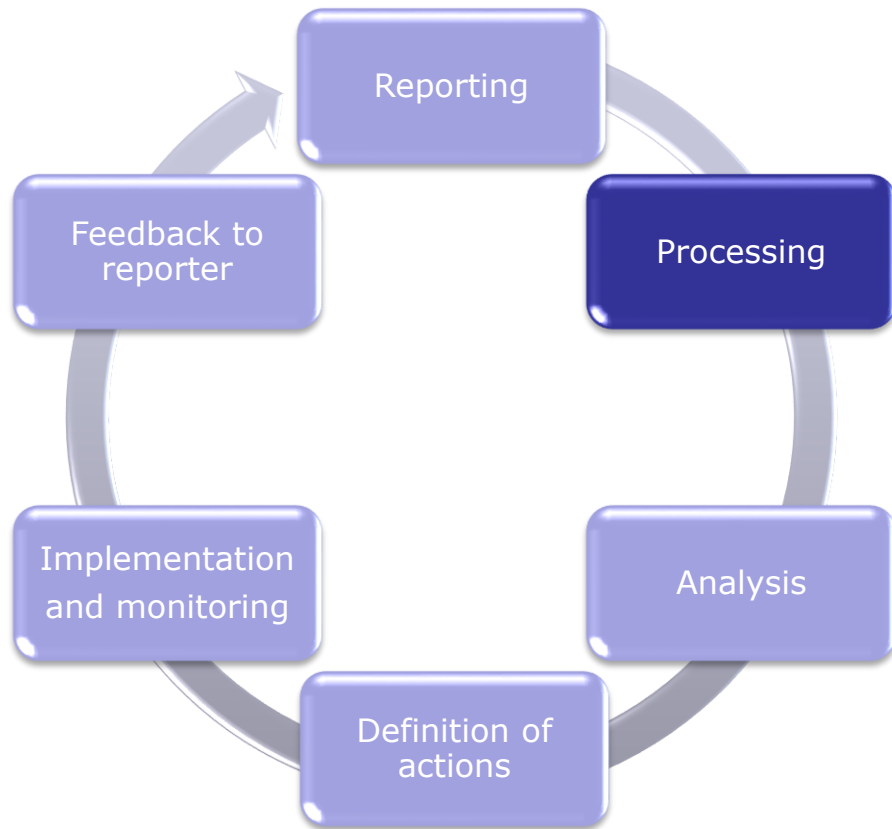 Reporting
Processing
Analysis
Definition of
actions
Implementation
and monitoring
Feedback to
reporter